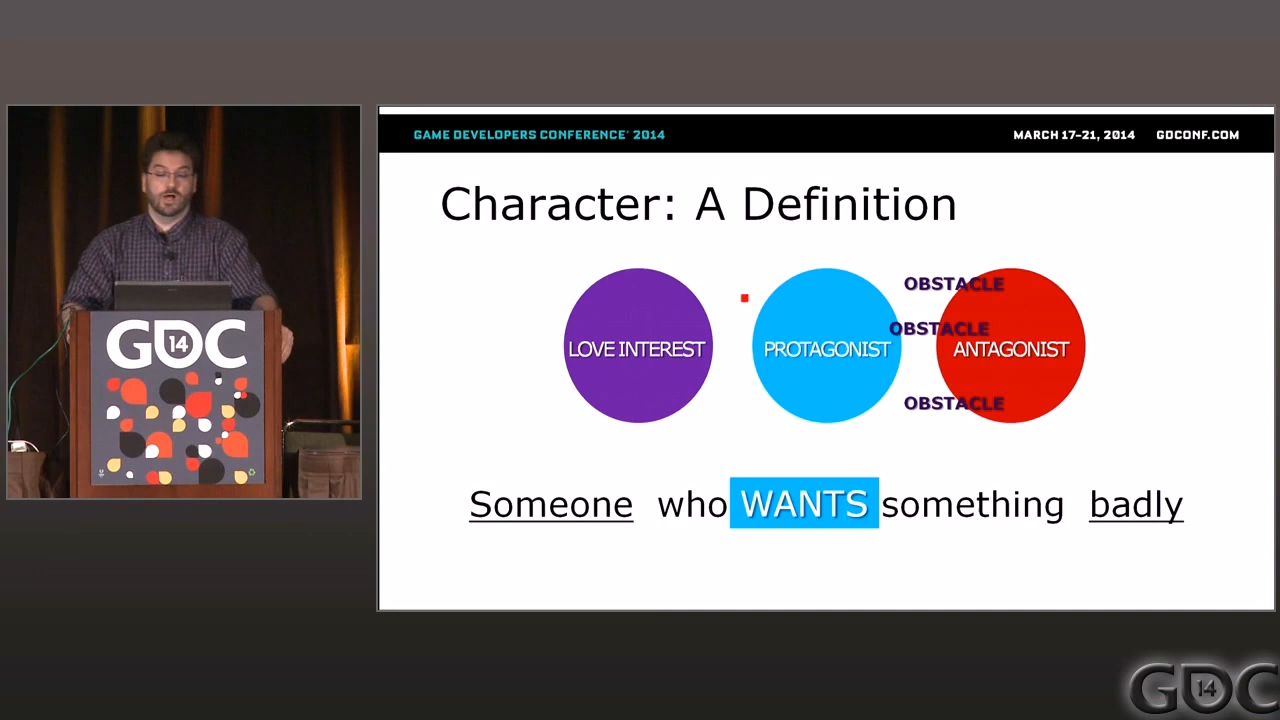 GAME DEVELOPERS CONFERENCE® 2014 MARCH 17-21, 2014 GDCONF.COM
Character: A Definition
OBSTACLE
OBSTACLE
LOVE INTEREST PROTAGONIST ANTAGONIST
OBSTACLE
Someone who WANTS something badly
GDC 14
GDC 14